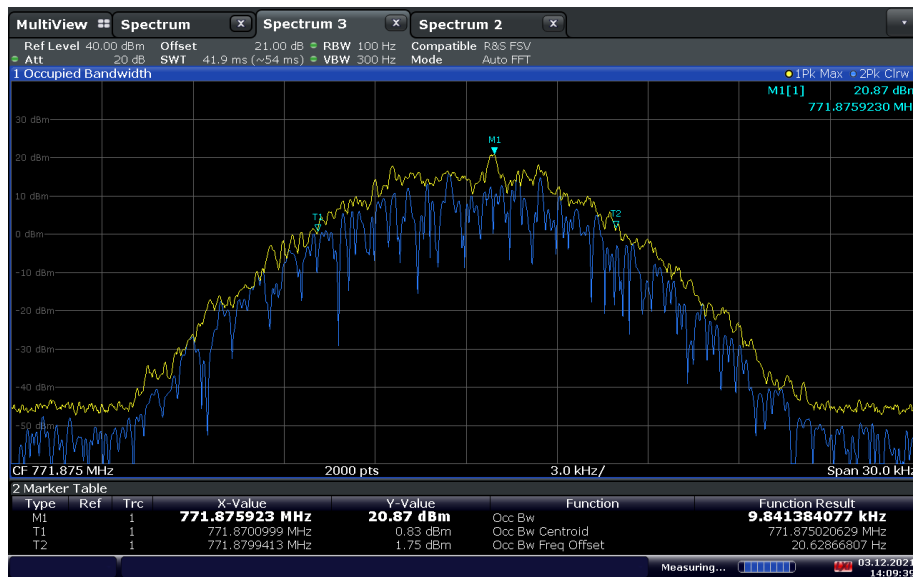 MultiView Spectrum X Spectrum 3 X Spectrum 2 X
Ref Level 40.00 dBm Offset 21.00 dB RBW 100 Hz Compatible R&S FSV
Att 20 dB SWT 41.9 ms (~54 ms) VBW 300 Hz Mode Auto FFT
1 Occupied Bandwidth 1Pk Max 2Pk Clrw
M1[1] 20.87 dBm
771.8759230 MH
30 dBm
M1
20 dBm
10 dBm
T1 T2
0 dBm
-10 dBm
-20 dBm
-30 dBm
-40 dBm
-50 dBm
CF 771.875 MHz 2000 pts 3.0 kHz/ Span 30.0 kHz
2 Marker Table
Type Ref Trc X-Value Y-Value Function Function Result
M1 1 771.875923 MHz 20.87 dBm Occ Bw 9.841384077 kHz
T1 1 771.8700999 MHz 0.83 dBm Occ Bw Centroid 771.875020629 MHz
T2 1 771.8799413 MHz 1.75 dBm Occ Bw Freq Offset 20.62866807 Hz
Measuring... 03.12.2021
14:09:39